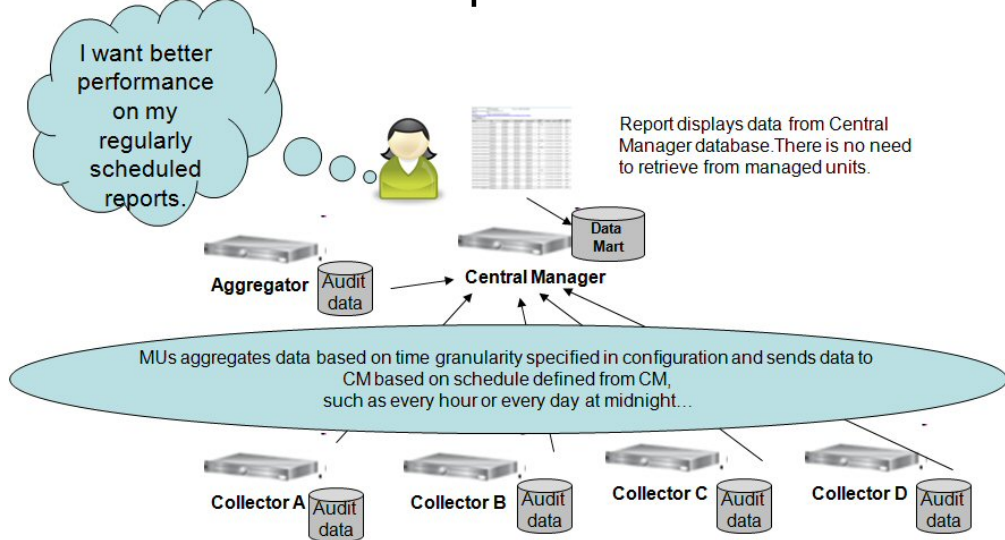 I want better
performance
on my
regularly
scheduled
reports.
Report displays data from Central
Manager database.There is no need
to retrieve from managed units.
Data
Mart
Aggregator
Audit
data
Central Manager
MUs aggregates data based on time granularity specified in configuration and sends data to
CM based on schedule defined from CM,
such as every hour or every day at midnight…
Collector A
Audit
data
Collector B
Audit
data
Collector C
Audit
data
Collector D
Audit
data